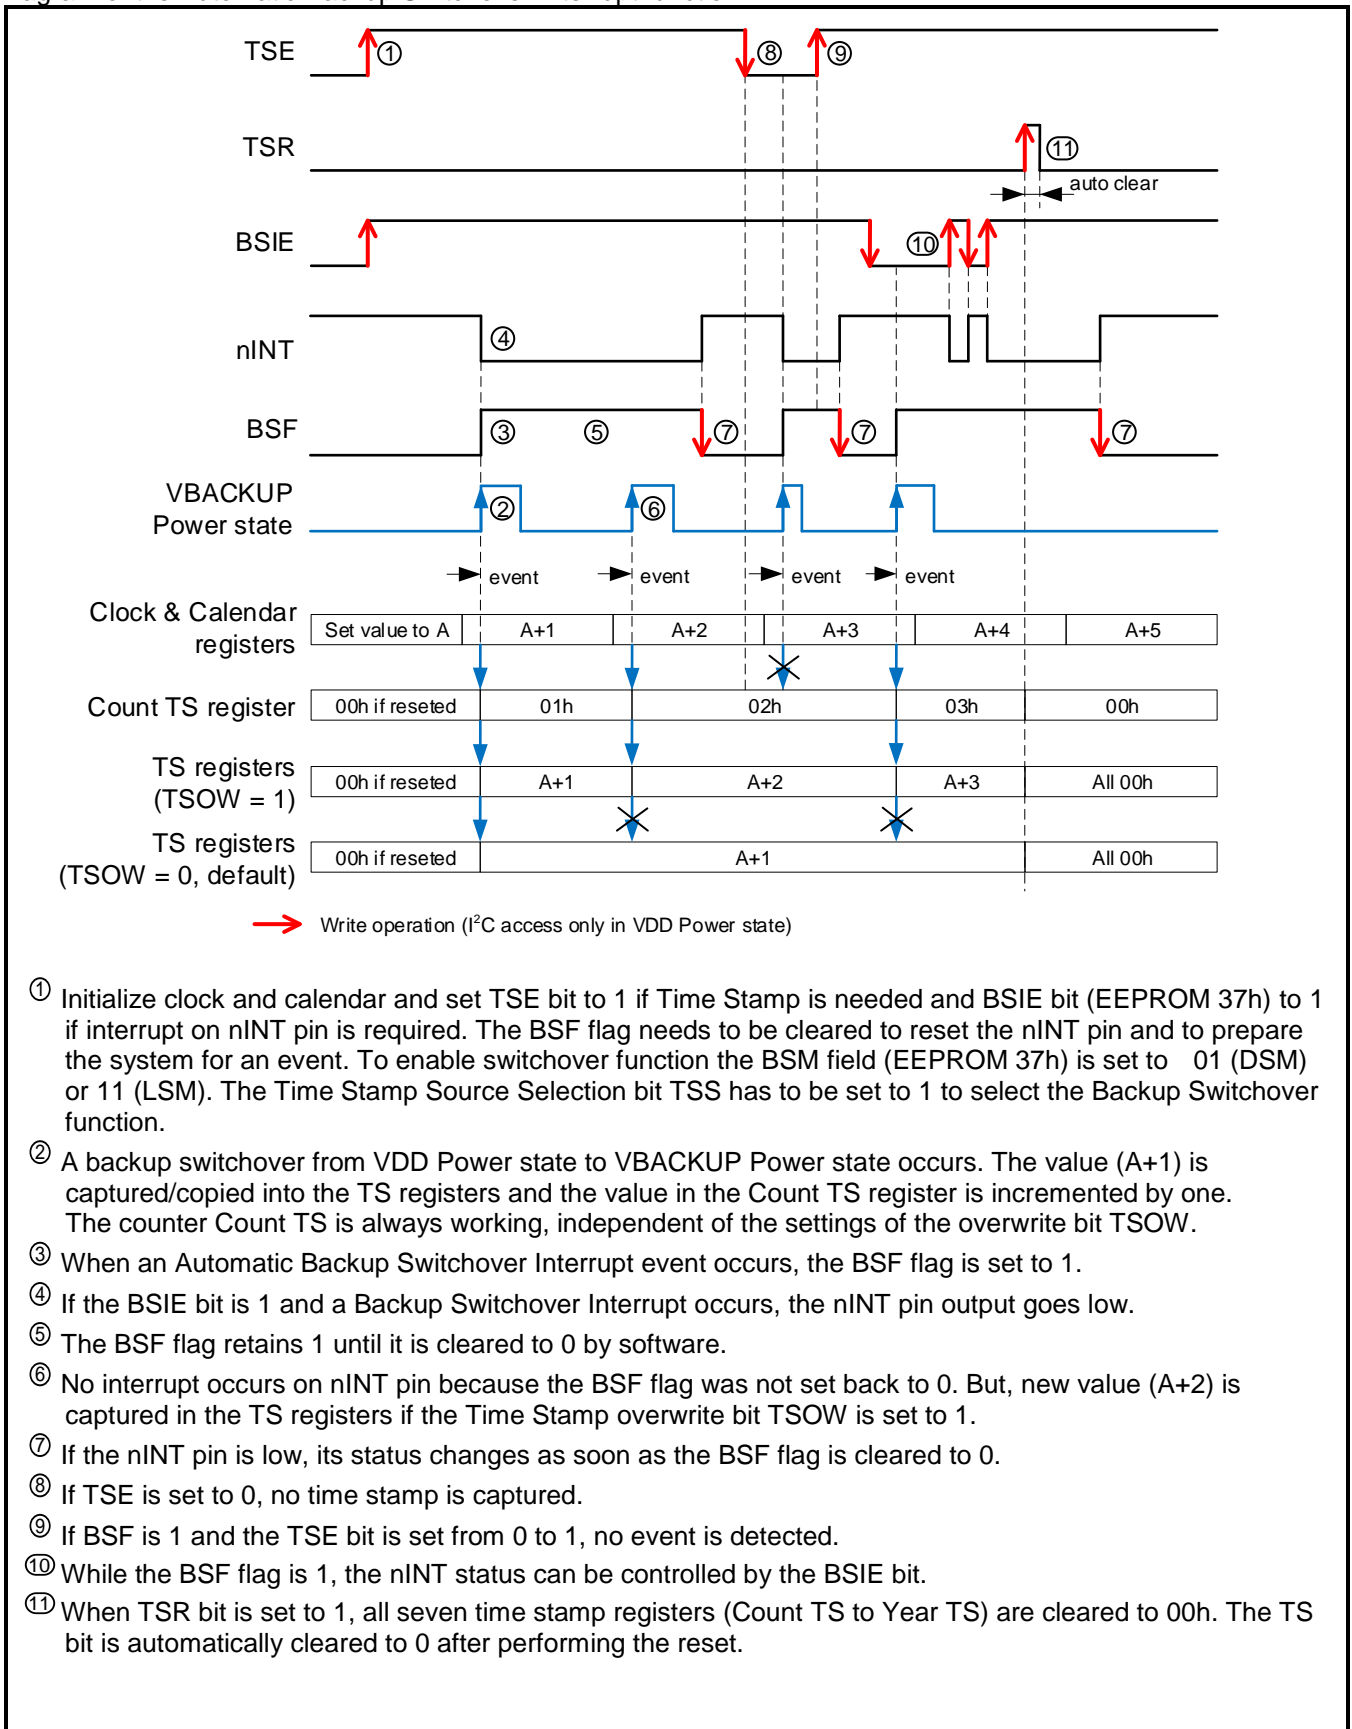 TSE
① ⑧ ⑨
TSR
⑪
auto clear
BSIE
⑩
nINT
④
BSF
③ ⑤ ⑦ ⑦ ⑦
VBACKUP
Power state
② ⑥
event event event event
Clock & Calendar
registers
Set value to A A+1 A+2 A+3 A+4 A+5
Count TS register
00h if reseted 01h 02h 03h 00h
TS registers
(TSOW = 1)
00h if reseted A+1 A+2 A+3 All 00h
TS registers
(TSOW = 0, default)
00h if reseted A+1 All 00h
Write operation (I²C access only in VDD Power state)
① Initialize clock and calendar and set TSE bit to 1 if Time Stamp is needed and BSIE bit (EEPROM 37h) to 1
if interrupt on nINT pin is required. The BSF flag needs to be cleared to reset the nINT pin and to prepare
the system for an event. To enable switchover function the BSM field (EEPROM 37h) is set to 01 (DSM)
or 11 (LSM). The Time Stamp Source Selection bit TSS has to be set to 1 to select the Backup Switchover
function.
② A backup switchover from VDD Power state to VBACKUP Power state occurs. The value (A+1) is
captured/copied into the TS registers and the value in the Count TS register is incremented by one.
The counter Count TS is always working, independent of the settings of the overwrite bit TSOW.
③ When an Automatic Backup Switchover Interrupt event occurs, the BSF flag is set to 1.
④ If the BSIE bit is 1 and a Backup Switchover Interrupt occurs, the nINT pin output goes low.
⑤ The BSF flag retains 1 until it is cleared to 0 by software.
⑥ No interrupt occurs on nINT pin because the BSF flag was not set back to 0. But, new value (A+2) is
captured in the TS registers if the Time Stamp overwrite bit TSOW is set to 1.
⑦ If the nINT pin is low, its status changes as soon as the BSF flag is cleared to 0.
⑧ If TSE is set to 0, no time stamp is captured.
⑨ If BSF is 1 and the TSE bit is set from 0 to 1, no event is detected.
⑩ While the BSF flag is 1, the nINT status can be controlled by the BSIE bit.
⑪ When TSR bit is set to 1, all seven time stamp registers (Count TS to Year TS) are cleared to 00h. The TS
bit is automatically cleared to 0 after performing the reset.